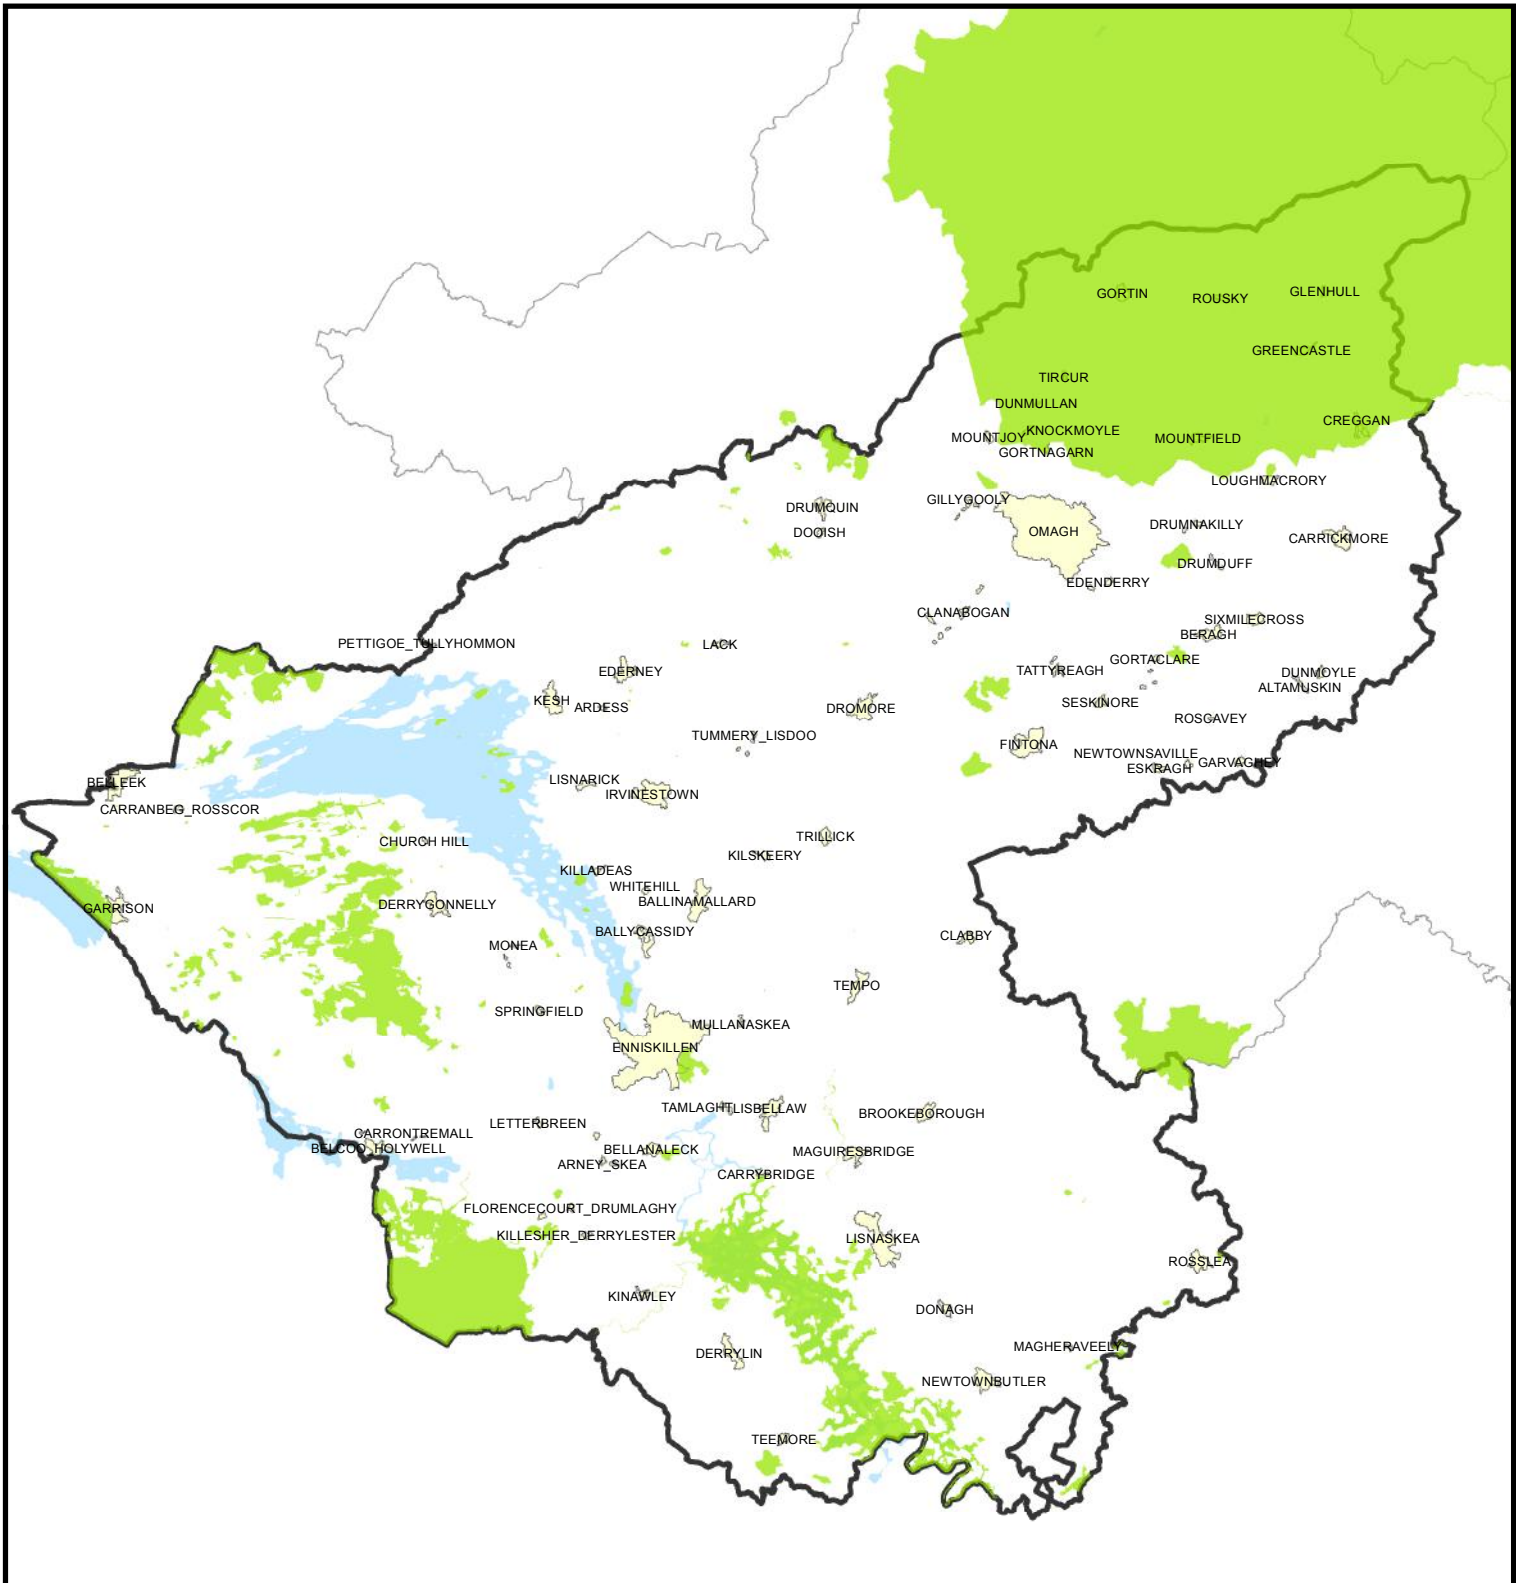 GORTIN
ROUSKY
GLENHULL
GREENCASTLE
TIRCUR
DUNMULLAN
CREGGAN
MOUNTJOY
KNOCKMOYLE
MOUNTFIELD
GORTNAGARN
LOUGHMACRORY
GILLYGOOLY
DRUMQUIN
DOOISH
OMAGH
DRUMNAKILLY
CARRICKMORE
DRUMDUFF
EDENDERRY
CLANABOGAN
SIXMILECROSS
BERAGH
PETTIGOE_TULLYHOMMON
LACK
EDERNEY
GORTACLARE
TATTYREAGH
DUNMOYLE
ALTAMUSKIN
KESH
ARDESS
DROMORE
SESKINORE
ROSCAVEY
TUMMERY_LISDOO
FINTONA
NEWTOWNSAVILLE
ESKRAGH
GARVAGHEY
BELLEEK
LISNARICK
IRVINESTOWN
CARRANBEG_ROSSCOR
CHURCH HILL
TRILLICK
KILSKEERY
KILLADEAS
WHITEHILL
BALLINAMALLARD
GARRISON
DERRYGONNELLY
BALLYCASSIDY
MONEA
CLABBY
TEMPO
SPRINGFIELD
MULLANASKEA
ENNISKILLEN
TAMLAGHT
LISBELLAW
BROOKEBOROUGH
LETTERBREEN
CARRONTREMALL
BELCOO_HOLYWELL
BELLANALECK
MAGUIRESBRIDGE
ARNEY_SKEA
CARRYBRIDGE
FLORENCECOURT_DRUMLAGHY
KILLESHER_DERRYLESTER
LISNASKEA
ROSSLEA
KINAWLEY
DONAGH
MAGHERAVEELY
DERRYLIN
NEWTOWNBUTLER
TEEMORE